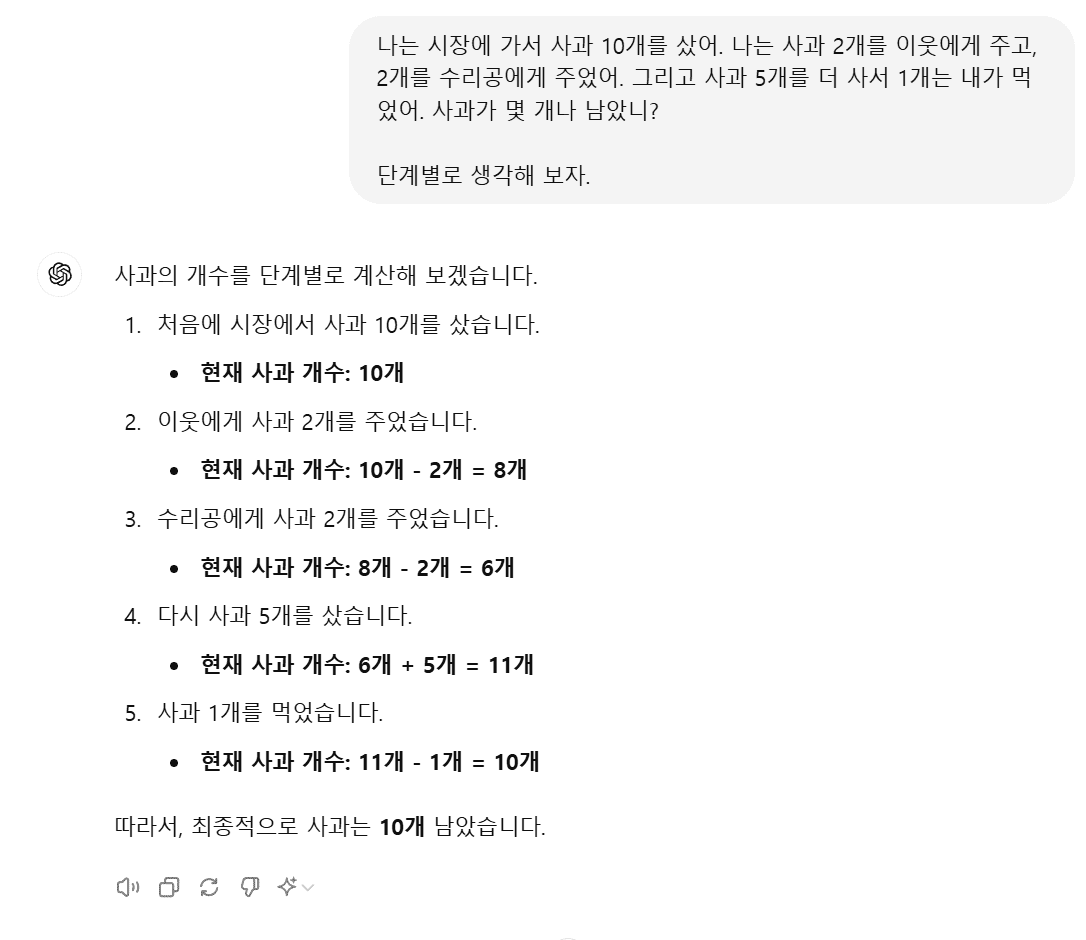 나는 시장에 가서 사과 10개를 샀어. 나는 사과 2개를 이웃에게 주고,
2개를 수리공에게 주었어. 그리고 사과 5개를 더 사서 1개는 내가 먹
었어. 사과가 몇 개나 남았니?
단계별로 생각해 보자.
사과의 개수를 단계별로 계산해 보겠습니다.
1. 처음에 시장에서 사과 10개를 샀습니다.
• 현재 사과 개수: 10개
2. 이웃에게 사과 2개를 주었습니다.
• 현재 사과 개수: 10개 - 2개 = 8개
3. 수리공에게 사과 2개를 주었습니다.
• 현재 사과 개수: 8개 - 2개 = 6개
4. 다시 사과 5개를 샀습니다.
• 현재 사과 개수: 6개 + 5개 = 11개
5. 사과 1개를 먹었습니다.
• 현재 사과 개수: 11개 - 1개 = 10개
따라서, 최종적으로 사과는 10개 남았습니다.